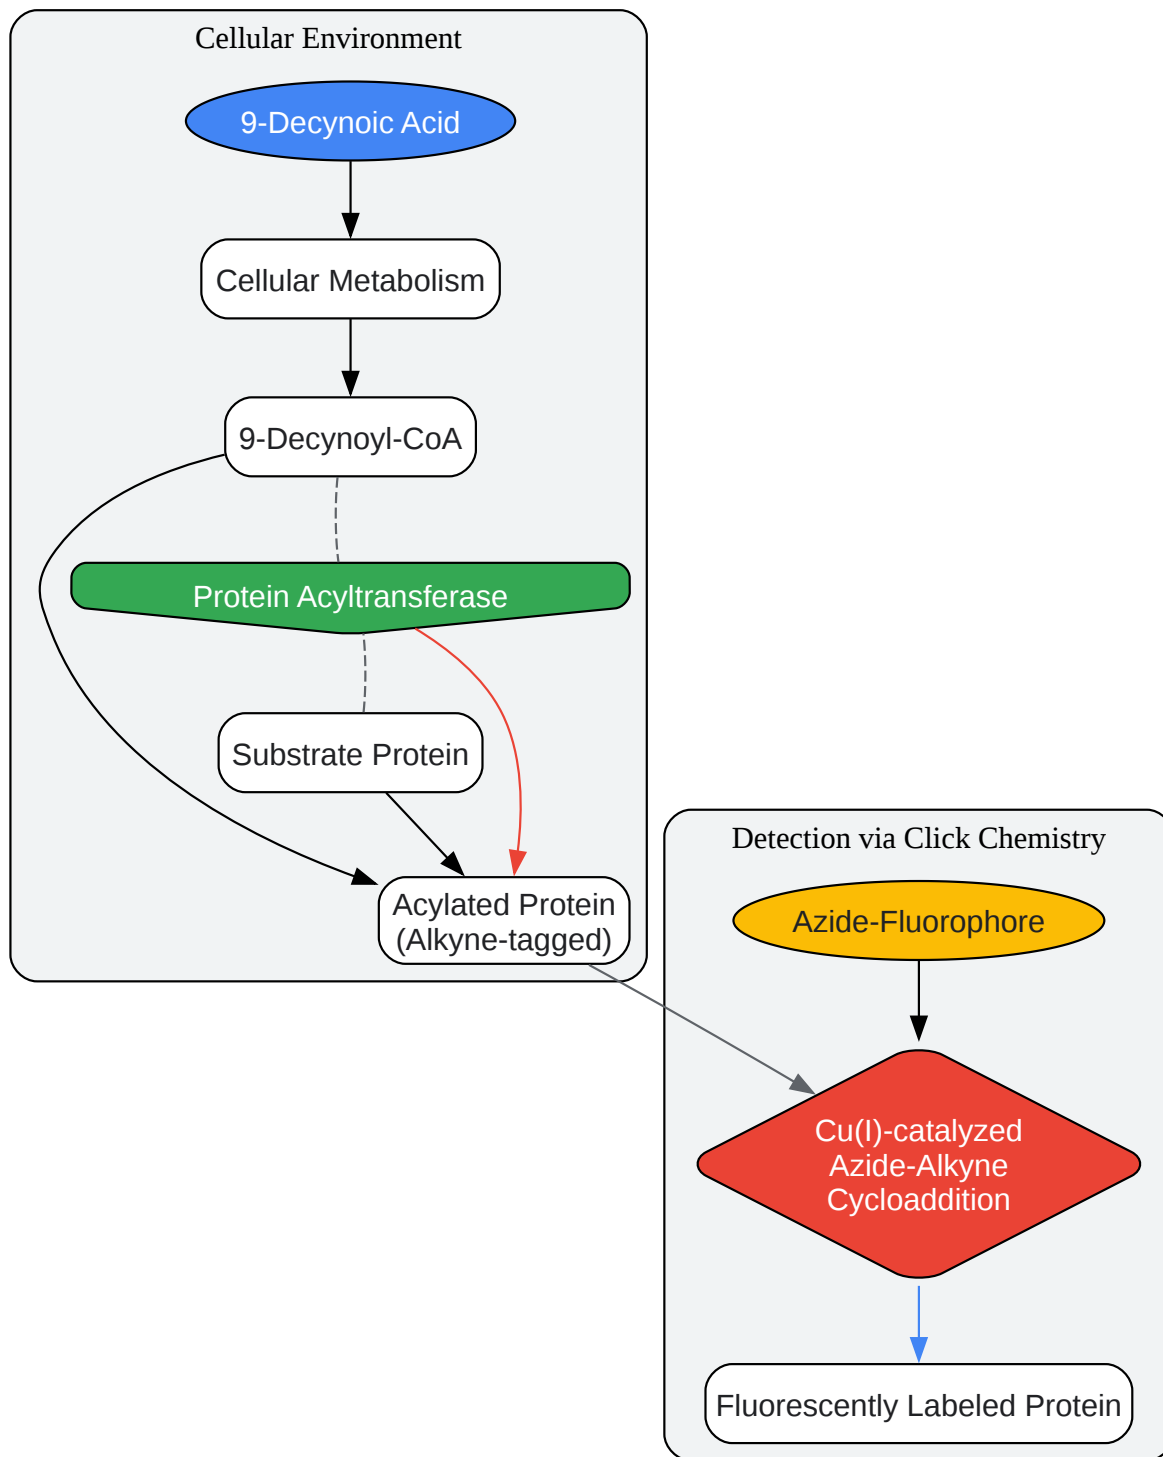 Cellular Environment
9-Decynoic Acid
Cellular Metabolism
9-Decynoyl-CoA
Protein Acyltransferase
Substrate Protein
Acylated Protein
(Alkyne-tagged)
Detection via Click Chemistry
Azide-Fluorophore
Cu(I)-catalyzed
Azide-Alkyne
Cycloaddition
Fluorescently Labeled Protein